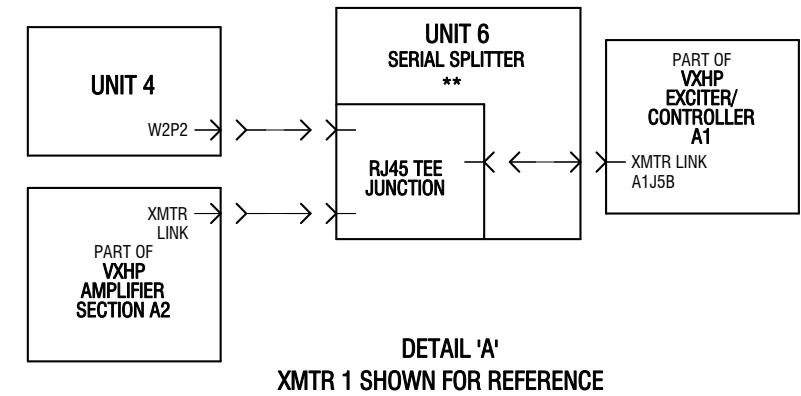 UNIT 4
W2P2
XMTR
LINK
PART OF
VXHP
AMPLIFIER
SECTION A2
UNIT 6
SERIAL SPLITTER
**
RJ45 TEE
JUNCTION
PART OF
VXHP
EXCITER/
CONTROLLER
A1
XMTR LINK
A1J5B
DETAIL 'A'
XMTR 1 SHOWN FOR REFERENCE